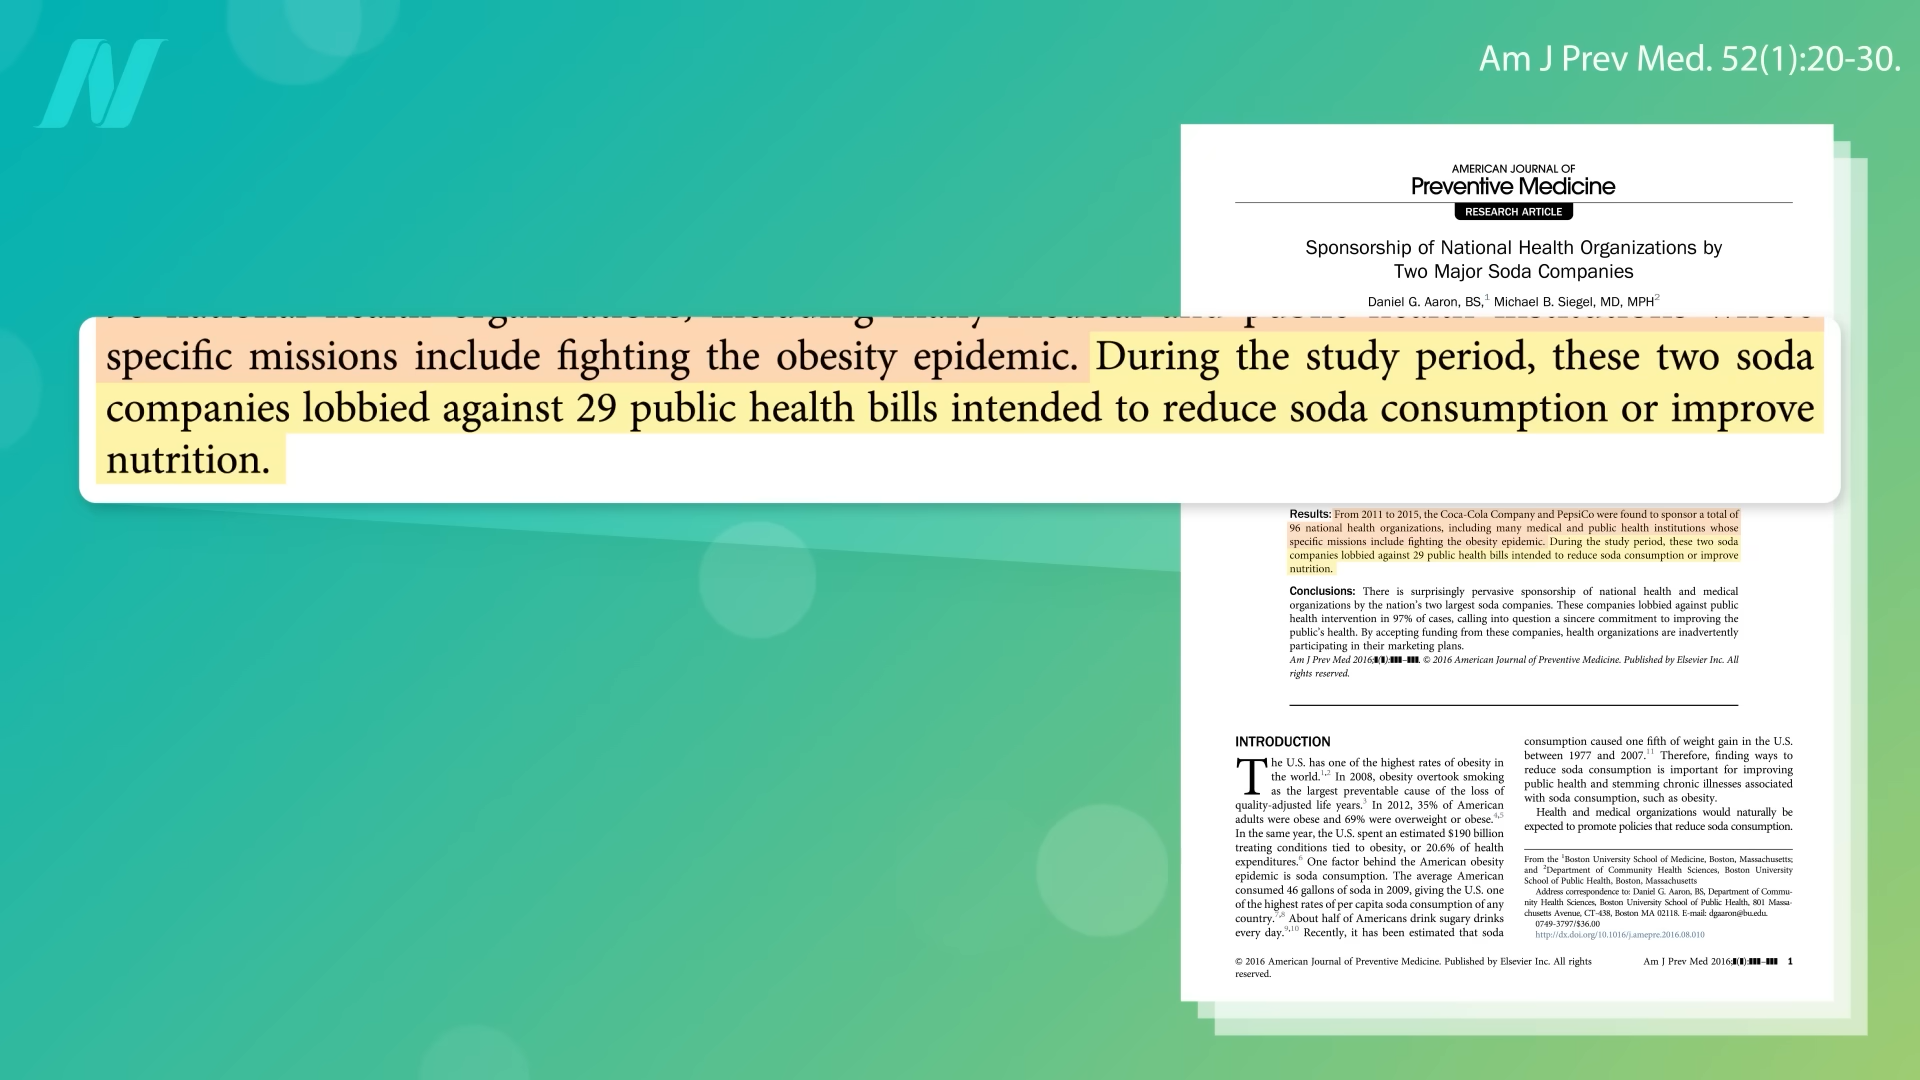 Am J Prev Med. 52(1):20-30.
AMERICAN JOURNAL OF
Preventive Medicine
RESEARCH ARTICLE
Sponsorship of National Health Organizations by
Two Major Soda Companies
Daniel G. Aaron, BS,1 Michael B. Siegel, MD, MPH2
national health organizations, including many medical and public health institutions whose
specific missions include fighting the obesity epidemic. During the study period, these two soda
companies lobbied against 29 public health bills intended to reduce soda consumption or improve
nutrition.
Results: From 2011 to 2015, the Coca-Cola Company and PepsiCo were found to sponsor a total of
96 national health organizations, including many medical and public health institutions whose
specific missions include fighting the obesity epidemic. During the study period, these two soda
companies lobbied against 29 public health bills intended to reduce soda consumption or improve
nutrition.
Conclusions: There is surprisingly pervasive sponsorship of national health and medical
organizations by the nation's two largest soda companies. These companies lobbied against public
health intervention in 97% of cases, calling into question a sincere commitment to improving the
public's health. By accepting funding from these companies, health organizations are inadvertently
participating in their marketing plans.
Am J Prev Med 2016;▮(▮):▮▮▮–▮▮▮. © 2016 American Journal of Preventive Medicine. Published by Elsevier Inc. All
rights reserved.
INTRODUCTION
The U.S. has one of the highest rates of obesity in
the world.1,2 In 2008, obesity overtook smoking
as the largest preventable cause of the loss of
quality-adjusted life years.3 In 2012, 35% of American
adults were obese and 69% were overweight or obese.4,5
In the same year, the U.S. spent an estimated $190 billion
treating conditions tied to obesity, or 20.6% of health
expenditures.6 One factor behind the American obesity
epidemic is soda consumption. The average American
consumed 46 gallons of soda in 2009, giving the U.S. one
of the highest rates of per capita soda consumption of any
country.7,8 About half of Americans drink sugary drinks
every day.9,10 Recently, it has been estimated that soda
consumption caused one fifth of weight gain in the U.S.
between 1977 and 2007.11 Therefore, finding ways to
reduce soda consumption is important for improving
public health and stemming chronic illnesses associated
with soda consumption, such as obesity.
Health and medical organizations would naturally be
expected to promote policies that reduce soda consumption.
From the 1Boston University School of Medicine, Boston, Massachusetts;
and 2Department of Community Health Sciences, Boston University
School of Public Health, Boston, Massachusetts
Address correspondence to: Daniel G. Aaron, BS, Department of Commu-
nity Health Sciences, Boston University School of Public Health, 801 Massa-
chusetts Avenue, CT-438, Boston MA 02118. E-mail: dgaaron@bu.edu.
0749-3797/$36.00
http://dx.doi.org/10.1016/j.amepre.2016.08.010
© 2016 American Journal of Preventive Medicine. Published by Elsevier Inc. All rights
reserved.
Am J Prev Med 2016;▮(▮):▮▮▮–▮▮▮ 1